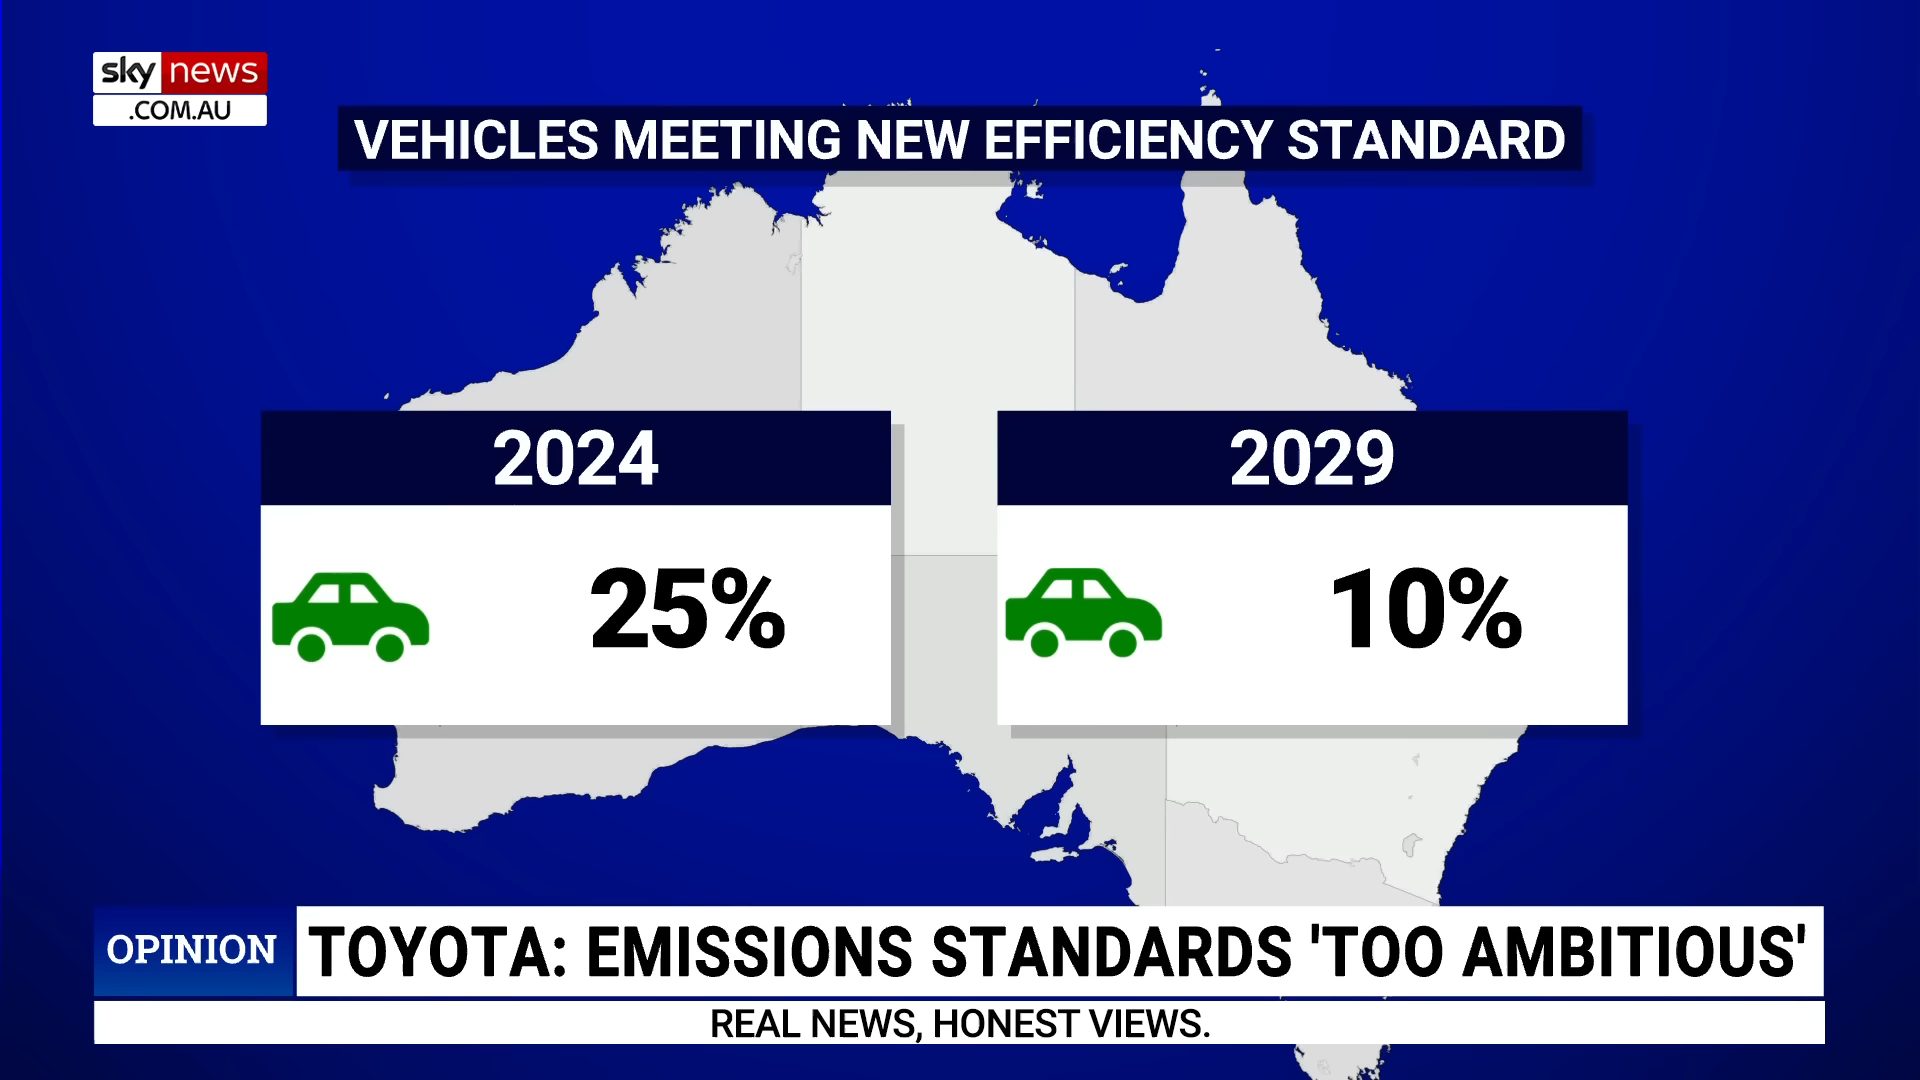 sky news
.COM.AU
VEHICLES MEETING NEW EFFICIENCY STANDARD
2024
25%
2029
10%
OPINION
TOYOTA: EMISSIONS STANDARDS 'TOO AMBITIOUS'
REAL NEWS, HONEST VIEWS.